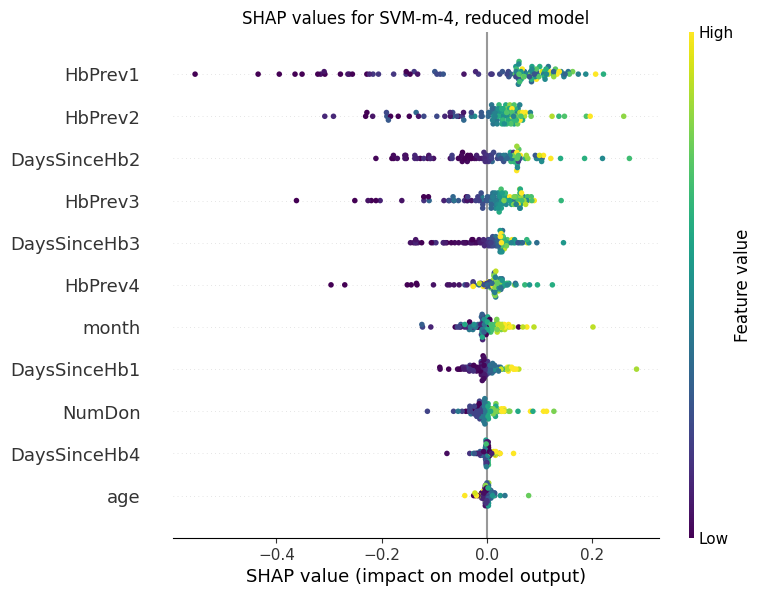 SHAP values for SVM-m-4, reduced model
High
HbPrev1
HbPrev2
DaysSinceHb2
HbPrev3
DaysSinceHb3
HbPrev4
month
DaysSinceHb1
NumDon
DaysSinceHb4
age
Feature value
Low
−0.4 −0.2 0.0 0.2
SHAP value (impact on model output)